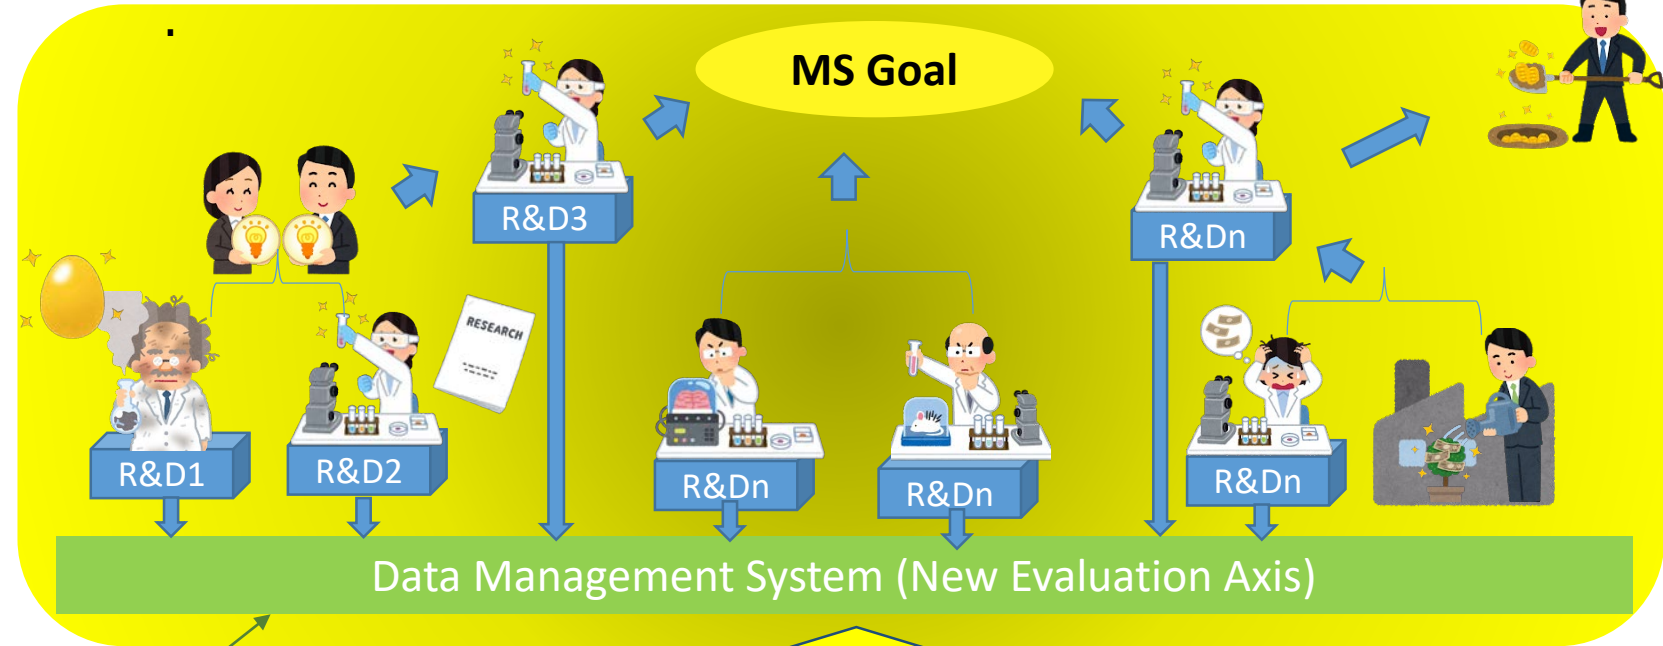 .
MS Goal
R&D3
R&Dn
RESEARCH
R&D1
R&D2
R&Dn
R&Dn
R&Dn
Data Management System (New Evaluation Axis)